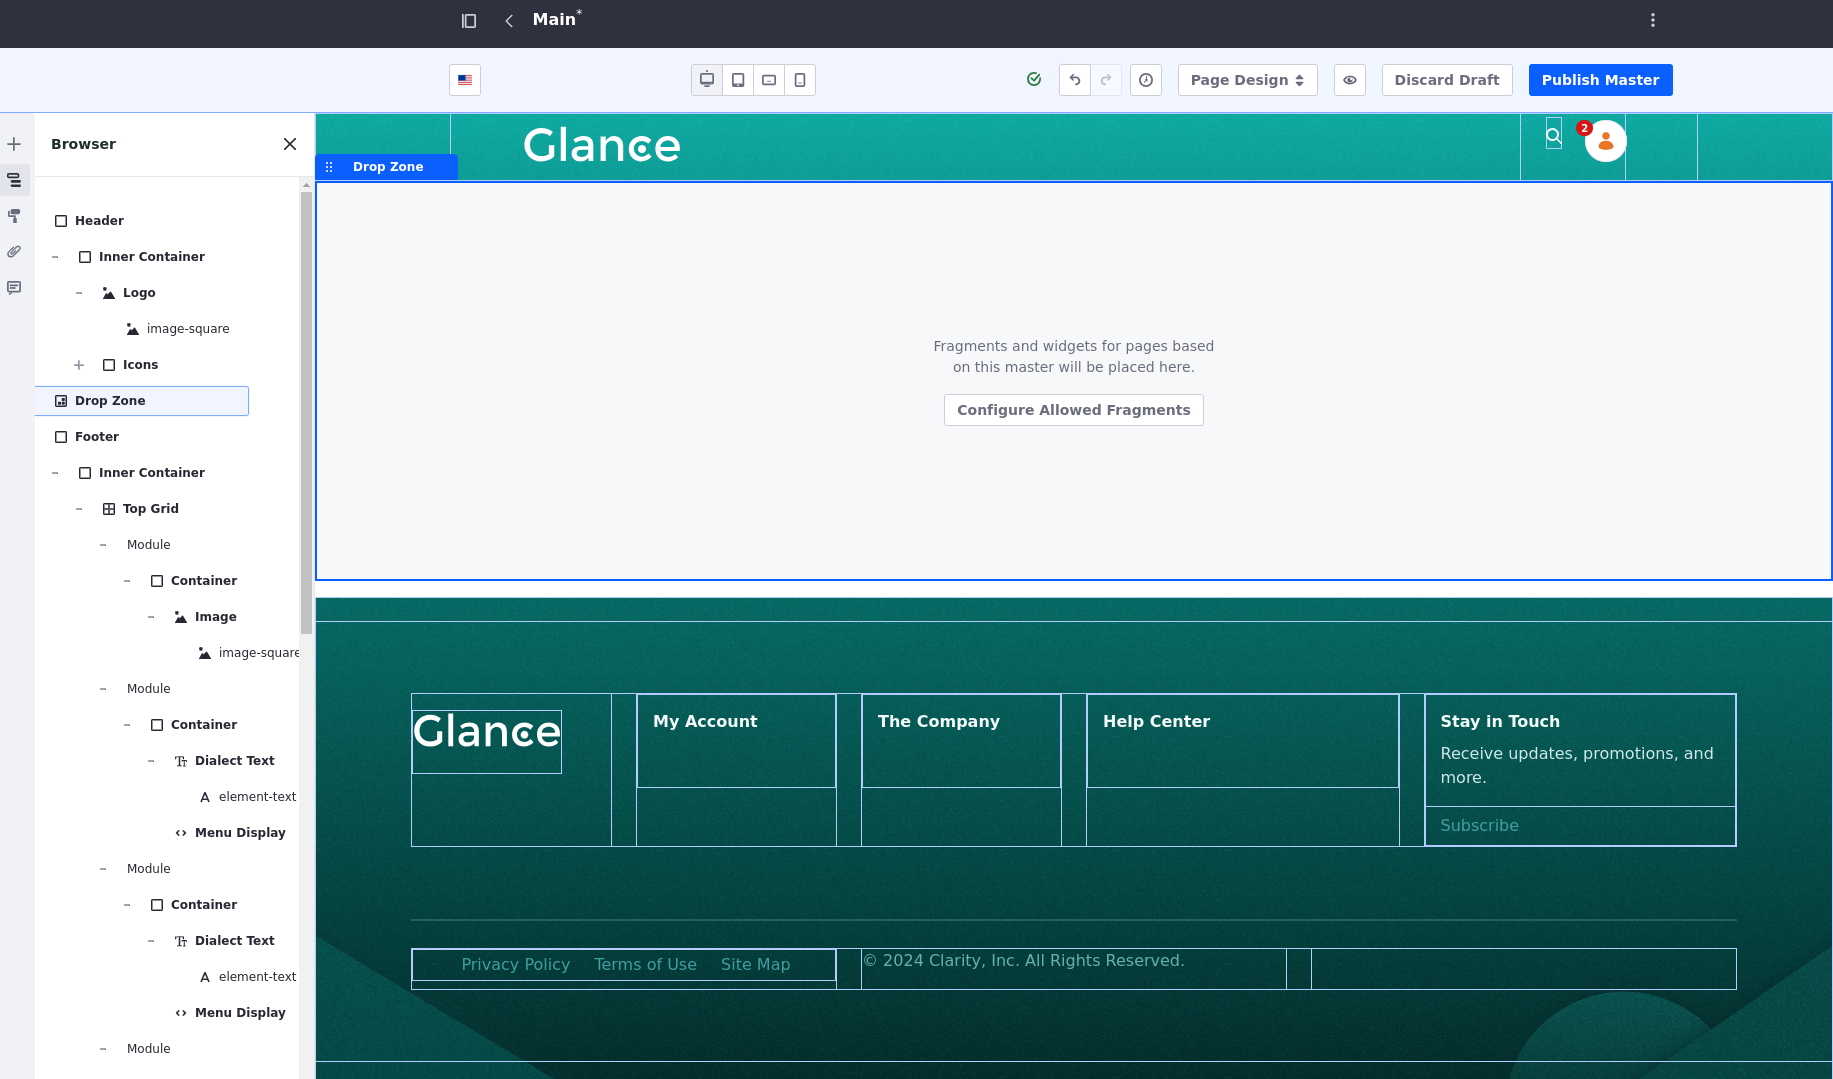 Main*
Page Design
Discard Draft
Publish Master
Browser
Header
Inner Container
Logo
image-square
Icons
Drop Zone
Footer
Inner Container
Top Grid
Module
Container
Image
image-square
Module
Container
Dialect Text
element-text
Menu Display
Module
Container
Dialect Text
element-text
Menu Display
Module
Glance
2
Drop Zone
Fragments and widgets for pages based
on this master will be placed here.
Configure Allowed Fragments
Glance
My Account
The Company
Help Center
Stay in Touch
Receive updates, promotions, and
more.
Subscribe
Privacy Policy Terms of Use Site Map
© 2024 Clarity, Inc. All Rights Reserved.